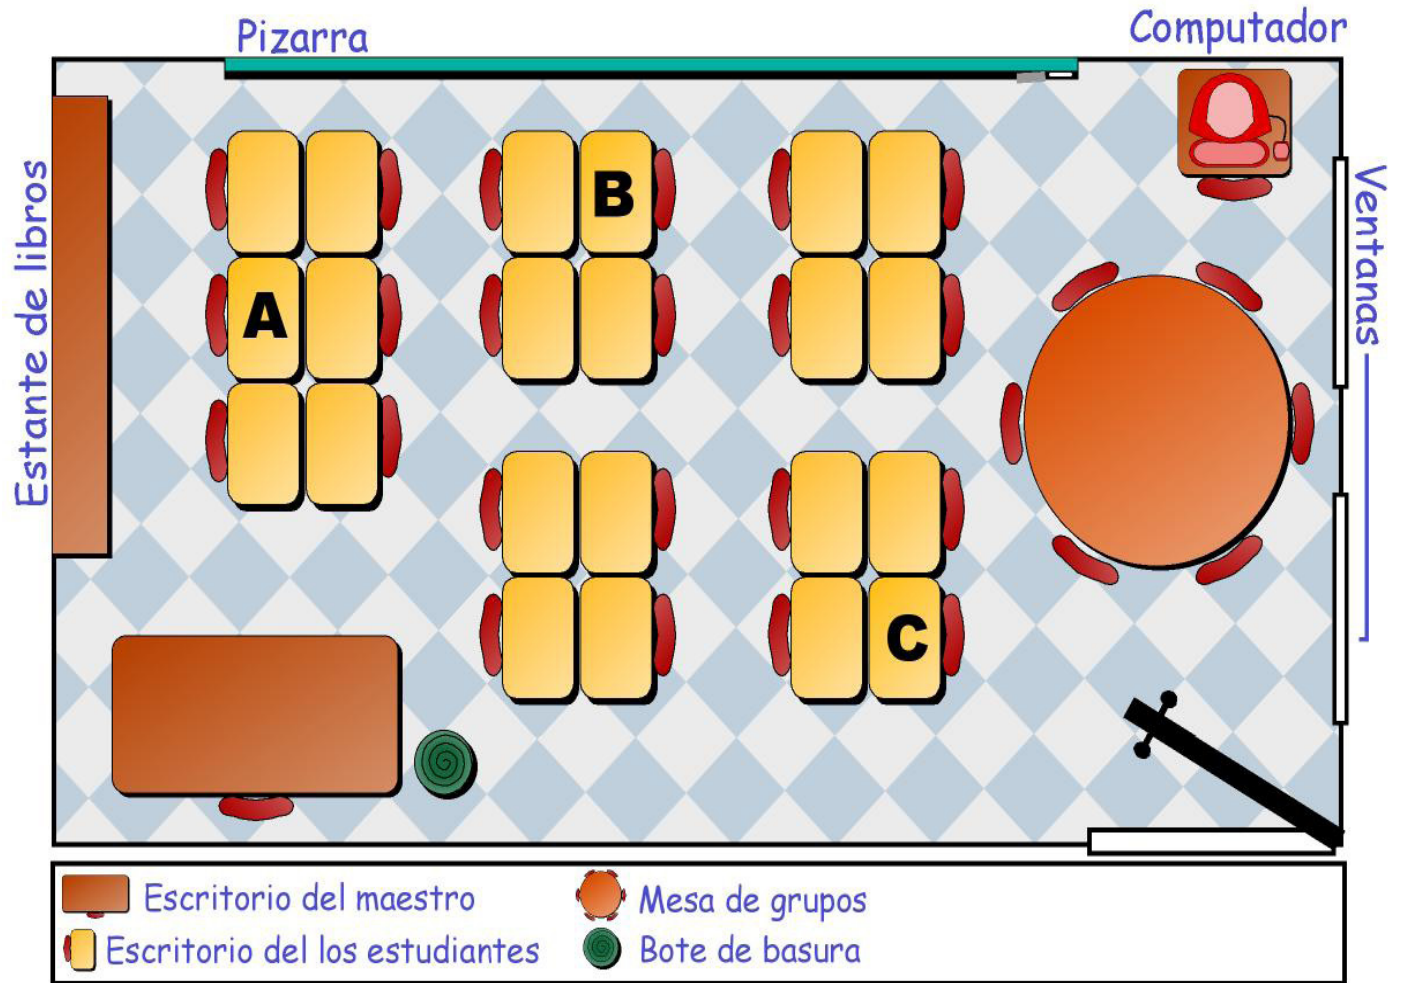 Pizarra
Computador
Estante de libros
Ventanas
A
B
C
Escritorio del maestro
Mesa de grupos
Escritorio del los estudiantes
Bote de basura